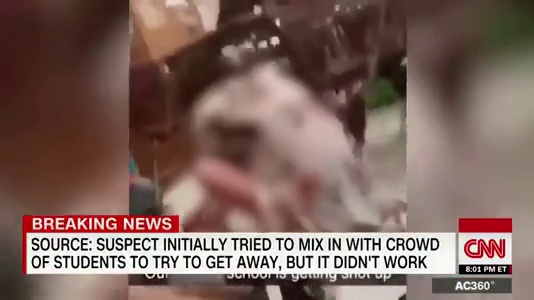 BREAKING NEWS
SOURCE: SUSPECT INITIALLY TRIED TO MIX IN WITH CROWD
OF STUDENTS TO TRY TO GET AWAY, BUT IT DIDN'T WORK
CNN
8:01 PM ET
AC360°
school is getting shot up